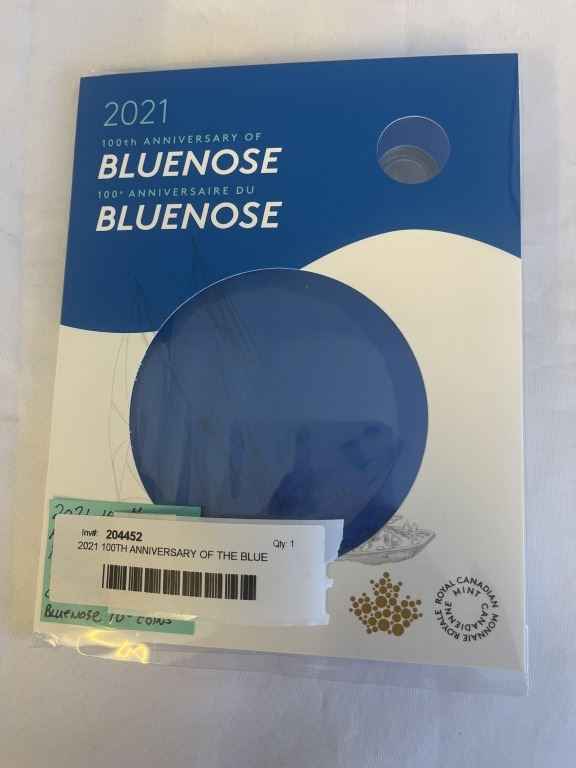 2021
100th ANNIVERSARY OF
BLUENOSE
100e ANNIVERSAIRE DU
BLUENOSE
2021
Inv#: 204452 Qty: 1
2021 100TH ANNIVERSARY OF THE BLUE
BLUENOSE 10¢ COINS
ROYAL CANADIAN MINT
MONNAIE ROYALE CANADIENNE